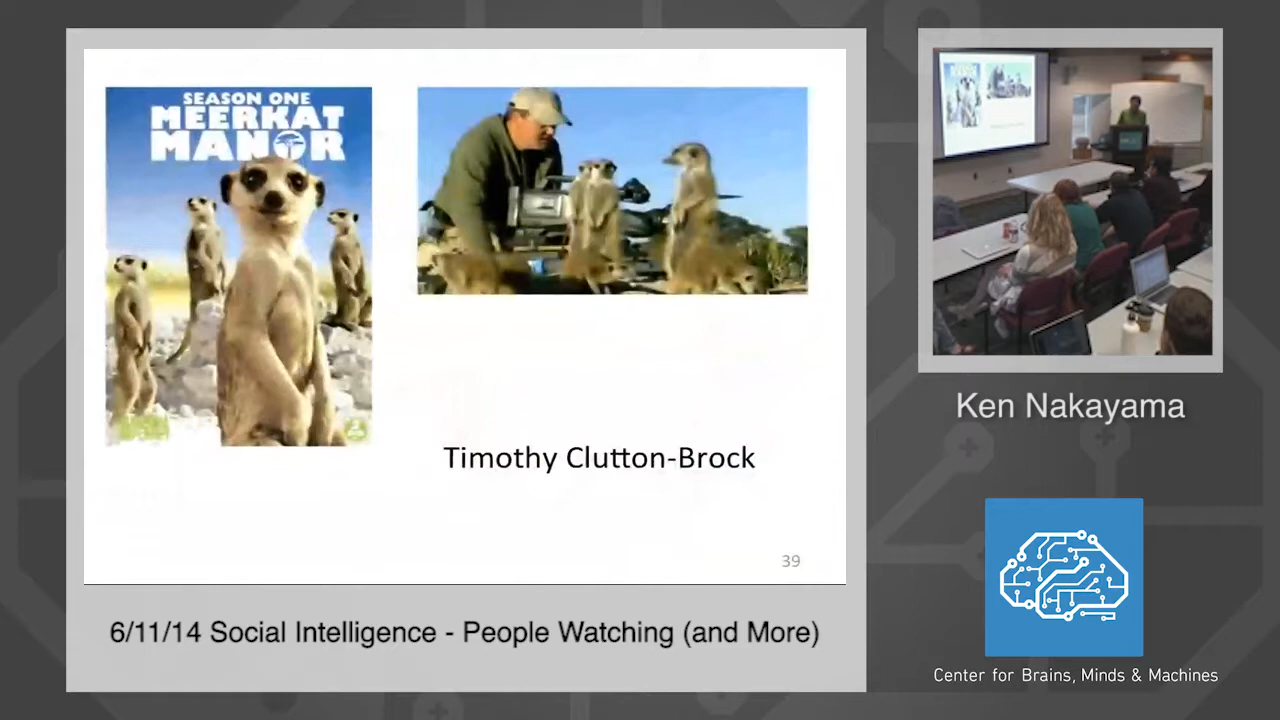 SEASON ONE
MEERKAT
MANOR
Timothy Clutton-Brock
39
6/11/14 Social Intelligence - People Watching (and More)
Ken Nakayama
Center for Brains, Minds & Machines